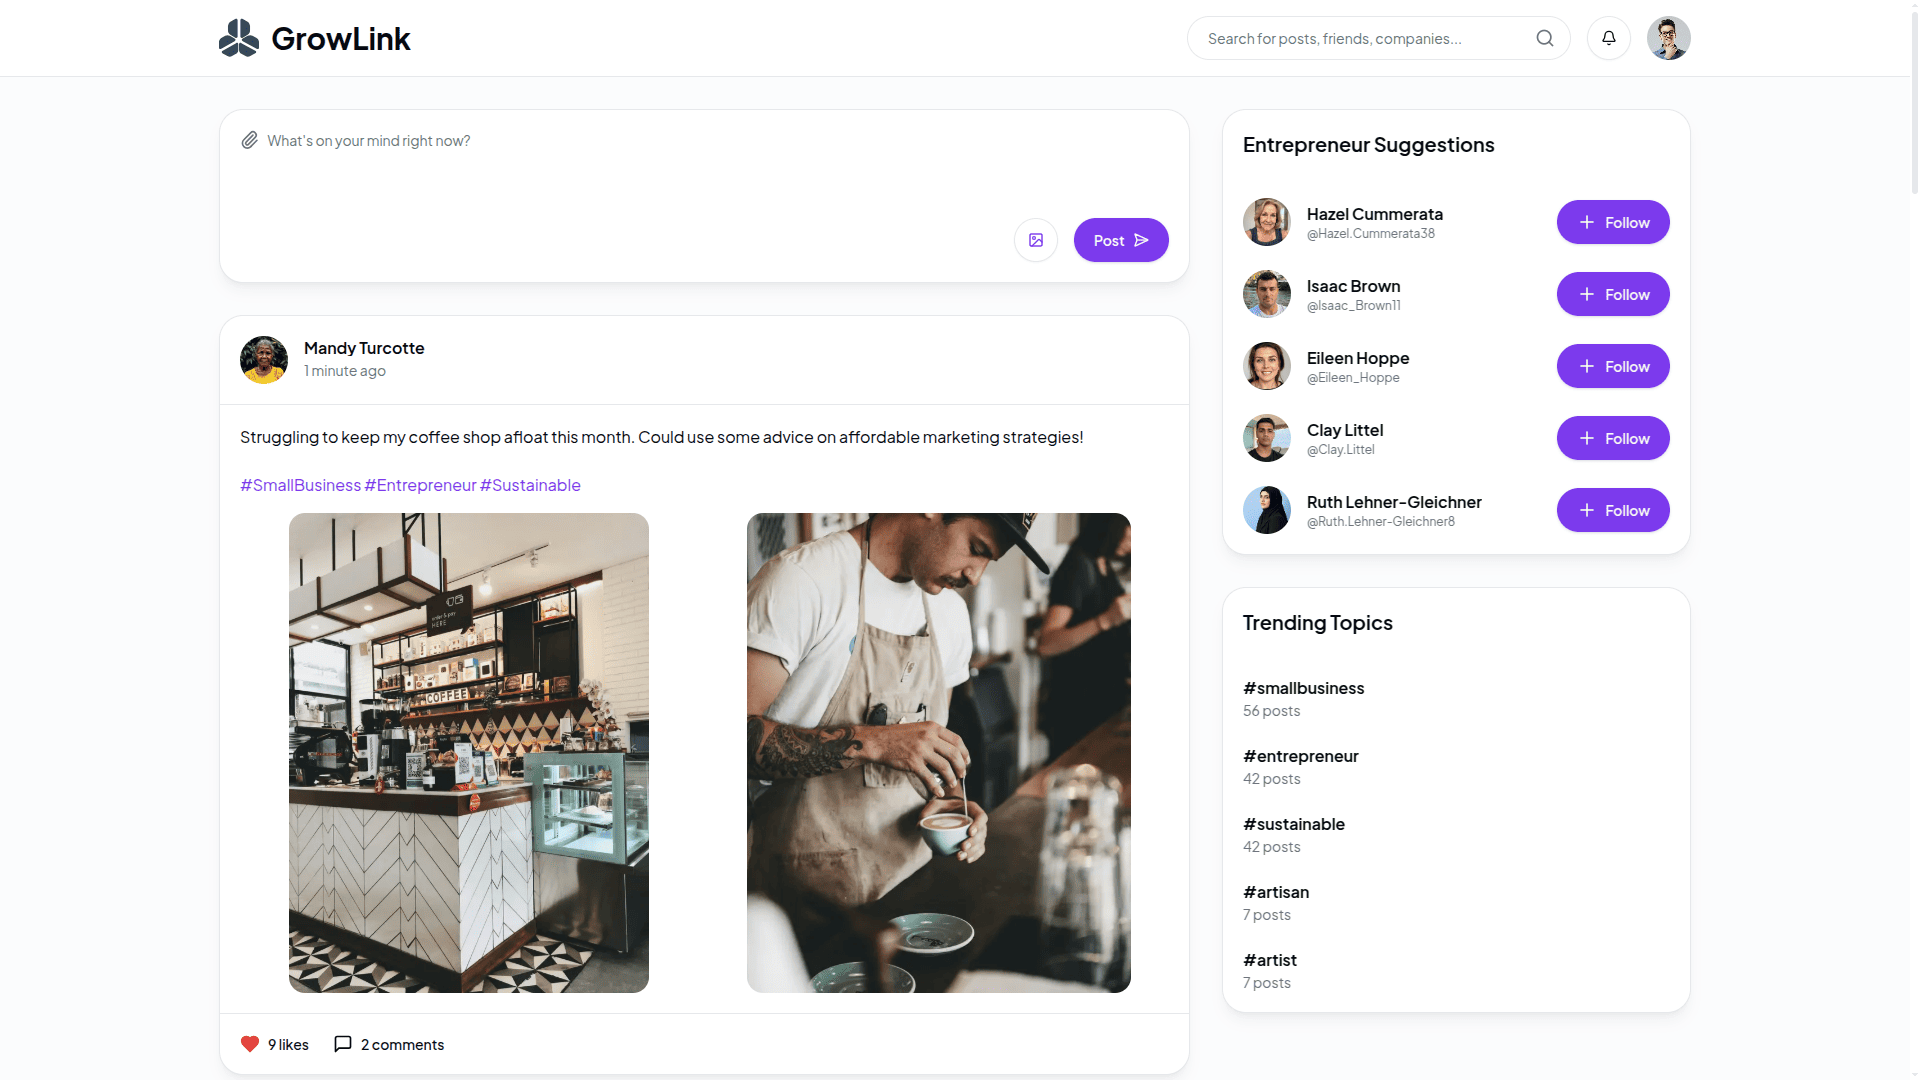 GrowLink
Search for posts, friends, companies...
What's on your mind right now?
Post
Mandy Turcotte
1 minute ago
Struggling to keep my coffee shop afloat this month. Could use some advice on affordable marketing strategies!
#SmallBusiness #Entrepreneur #Sustainable
order & pay
HERE
COFFEE
9 likes
2 comments
Entrepreneur Suggestions
Hazel Cummerata
@Hazel.Cummerata38
Follow
Isaac Brown
@Isaac_Brown11
Follow
Eileen Hoppe
@Eileen_Hoppe
Follow
Clay Littel
@Clay.Littel
Follow
Ruth Lehner-Gleichner
@Ruth.Lehner-Gleichner8
Follow
Trending Topics
#smallbusiness
56 posts
#entrepreneur
42 posts
#sustainable
42 posts
#artisan
7 posts
#artist
7 posts